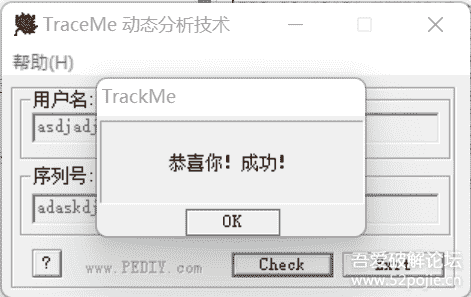 TraceMe 动态分析技术
帮助(H)
用户名:
TrackMe
asdjadj
恭喜你! 成功!
序列号:
adaskdj
OK
?
www.PEDIY.com
Check
Exit
吾爱破解论坛
www.52pojie.cn